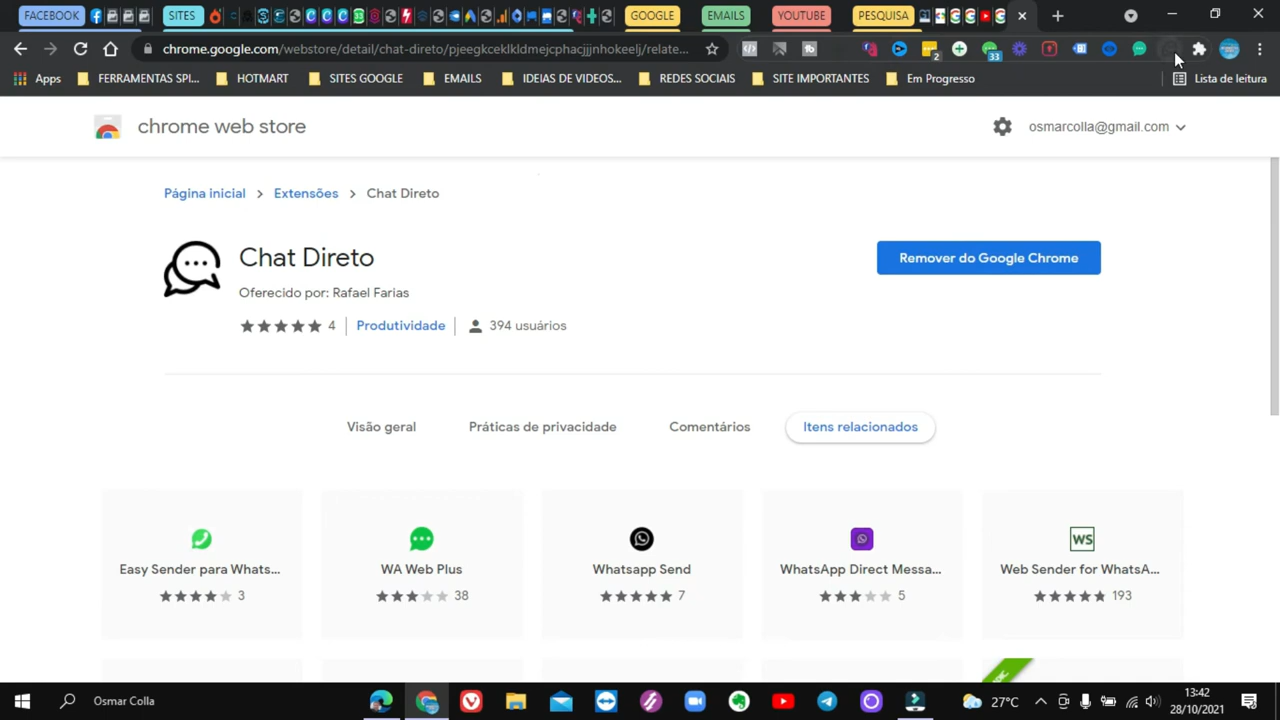 FACEBOOK SITES GOOGLE EMAILS YOUTUBE PESQUISA
chrome.google.com/webstore/detail/chat-direto/pjeegkceklkldmejcphacjjjnhokeelj/relate...
2 33
Apps FERRAMENTAS SPI... HOTMART SITES GOOGLE EMAILS IDEIAS DE VIDEOS... REDES SOCIAIS SITE IMPORTANTES Em Progresso Lista de leitura
chrome web store osmarcolla@gmail.com
Página inicial > Extensões > Chat Direto
Chat Direto Remover do Google Chrome
Oferecido por: Rafael Farias
4 Produtividade 394 usuários
Visão geral Práticas de privacidade Comentários Itens relacionados
WS
Easy Sender para Whats... WA Web Plus Whatsapp Send WhatsApp Direct Messa... Web Sender for WhatsA...
3 38 7 5 193
Osmar Colla 27°C 13:42
28/10/2021